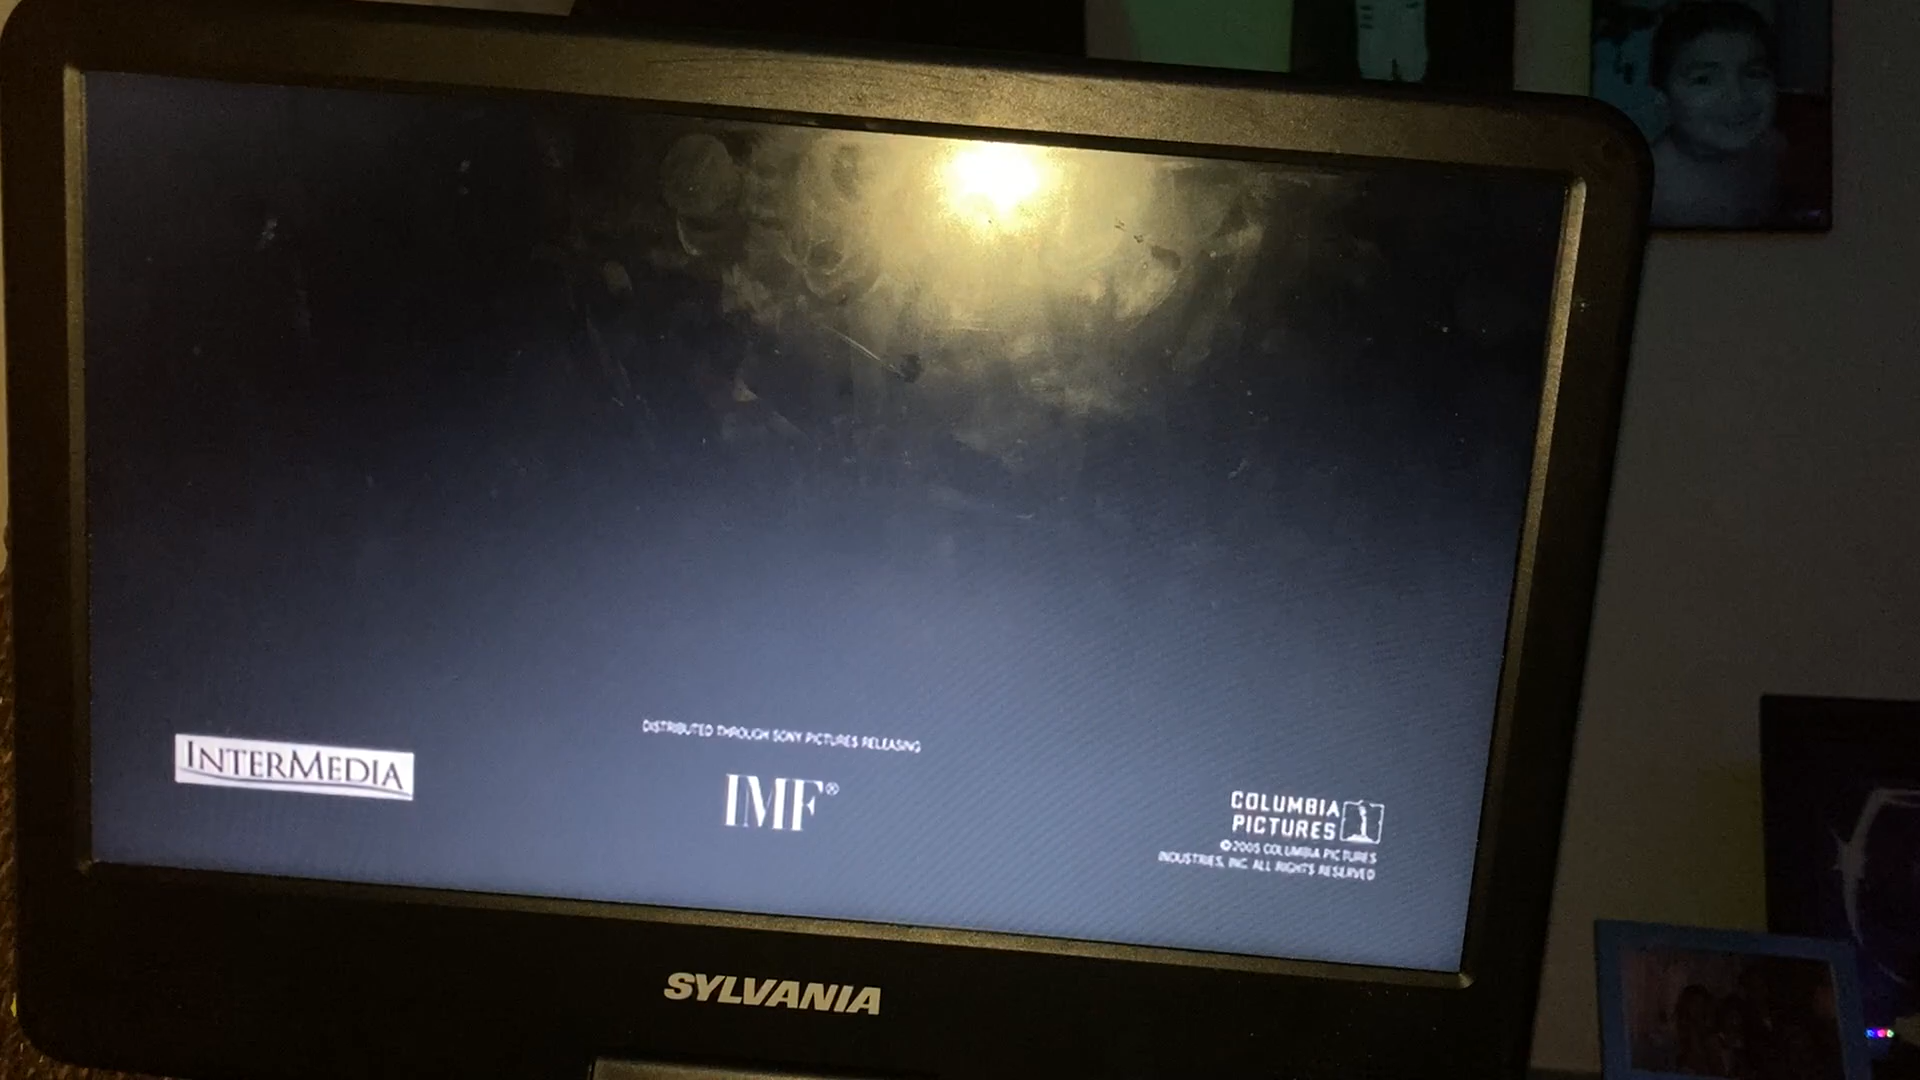 INTERMEDIA
DISTRIBUTED THROUGH SONY PICTURES RELEASING
IMF®
COLUMBIA
PICTURES
©2005 COLUMBIA PICTURES
INDUSTRIES, INC. ALL RIGHTS RESERVED
SYLVANIA